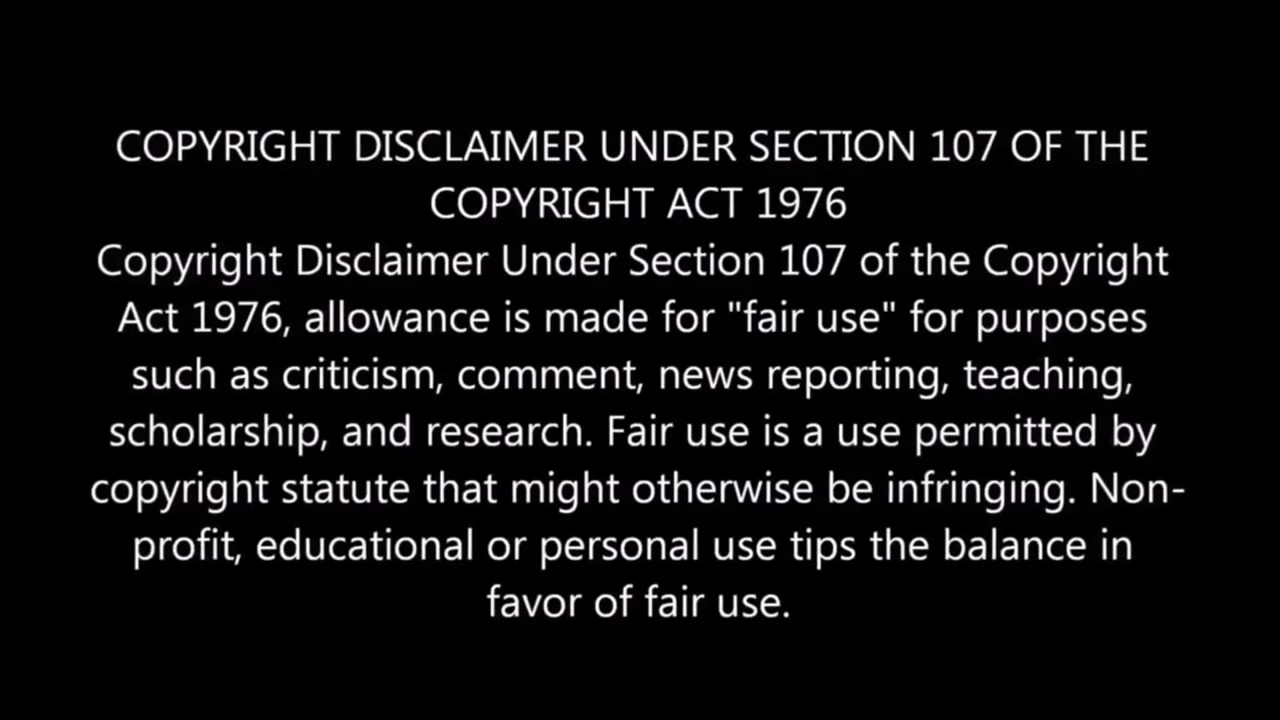 COPYRIGHT DISCLAIMER UNDER SECTION 107 OF THE
COPYRIGHT ACT 1976
Copyright Disclaimer Under Section 107 of the Copyright
Act 1976, allowance is made for "fair use" for purposes
such as criticism, comment, news reporting, teaching,
scholarship, and research. Fair use is a use permitted by
copyright statute that might otherwise be infringing. Non-
profit, educational or personal use tips the balance in
favor of fair use.